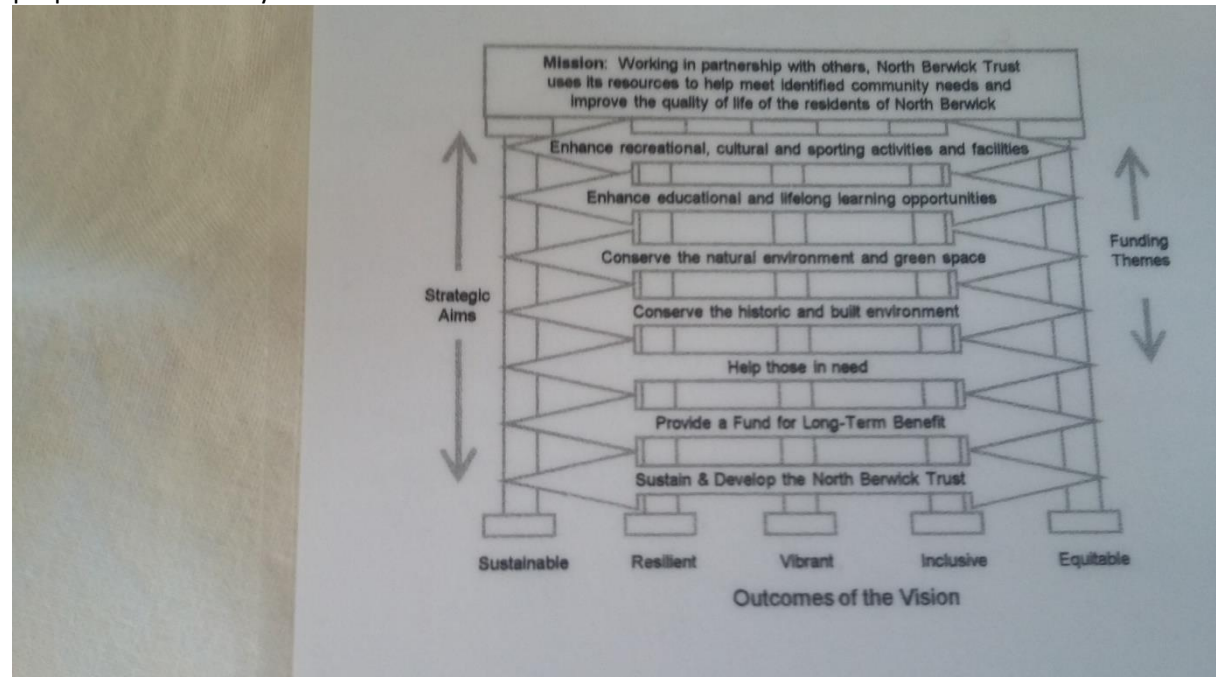 Mission: Working in partnership with others, North Berwick Trust
uses its resources to help meet identified community needs and
improve the quality of life of the residents of North Berwick
Enhance recreational, cultural and sporting activities and facilities
Enhance educational and lifelong learning opportunities
Conserve the natural environment and green space
Conserve the historic and built environment
Help those in need
Provide a Fund for Long-Term Benefit
Sustain & Develop the North Berwick Trust
Strategic
Aims
Funding
Themes
Sustainable
Resilient
Vibrant
Inclusive
Equitable
Outcomes of the Vision